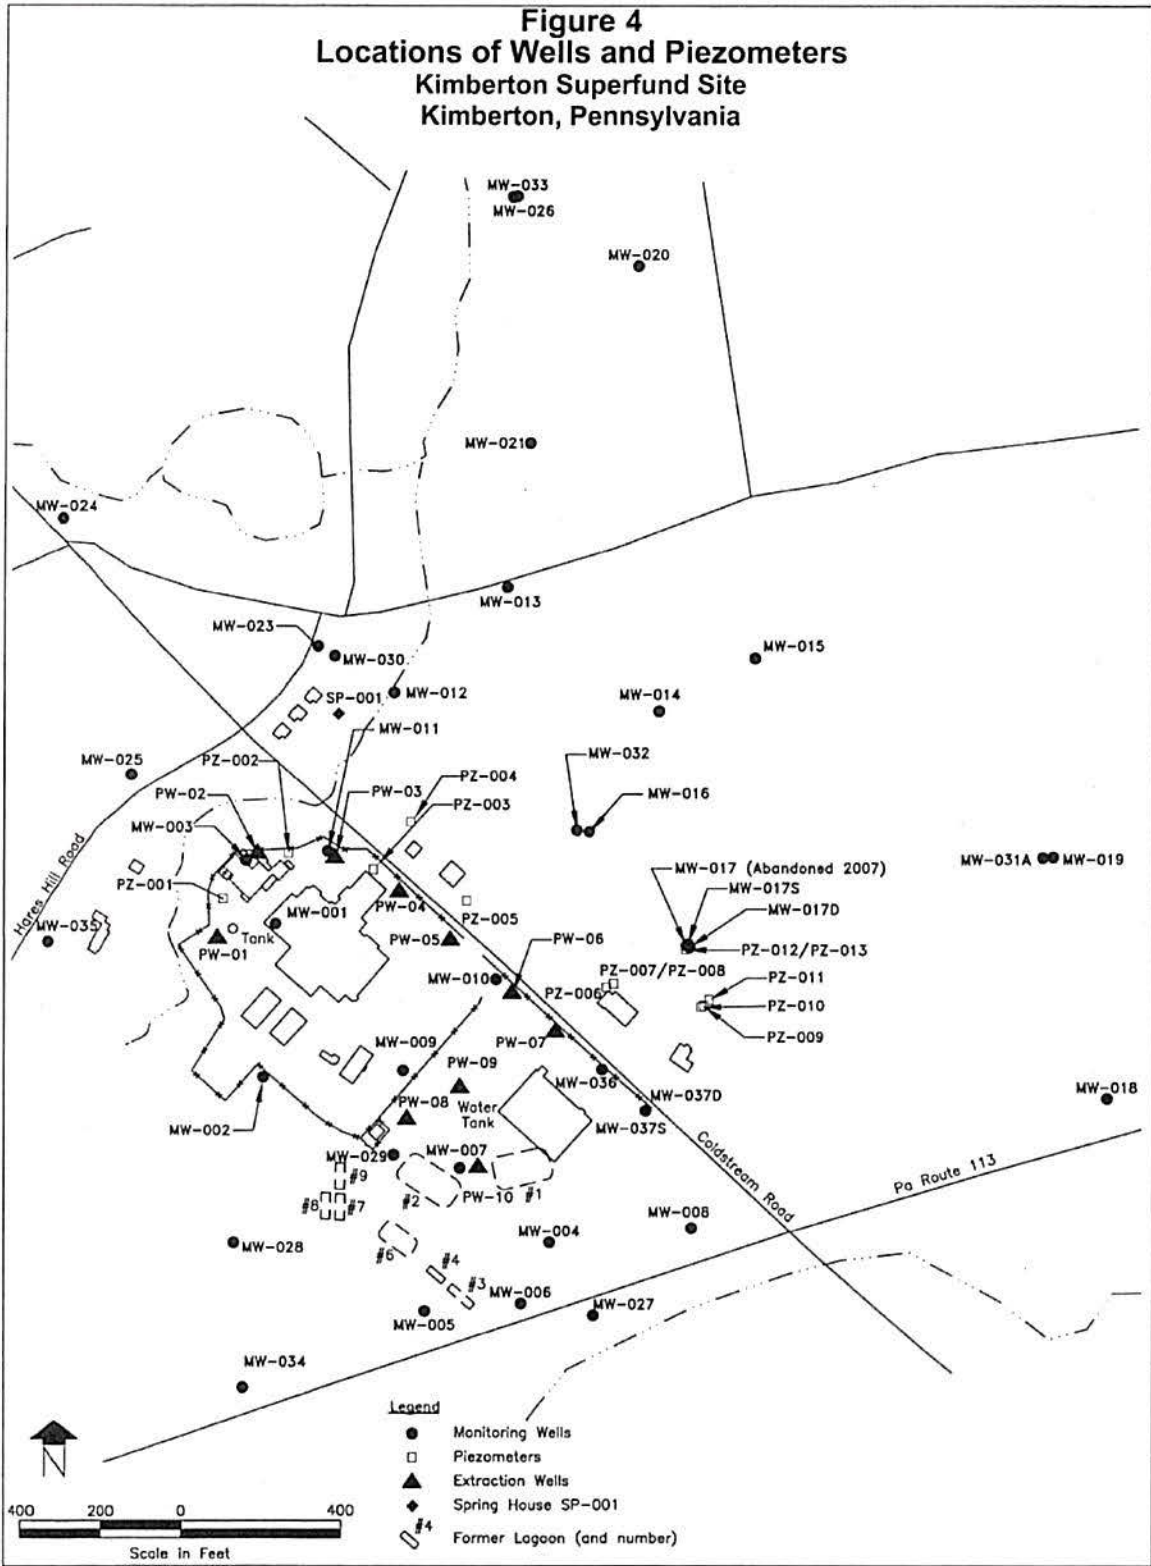 Figure 4
Locations of Wells and Piezometers
Kimberton Superfund Site
Kimberton, Pennsylvania
MW-033
MW-026
MW-020
MW-021
MW-024
MW-013
MW-023
MW-030
MW-015
SP-001
MW-012
MW-014
MW-011
MW-025
PZ-002
MW-032
PZ-004
PW-02
PW-03
MW-016
PZ-003
MW-003
MW-031A
MW-019
MW-017 (Abandoned 2007)
PZ-001
MW-017S
PW-04
MW-001
MW-017D
PZ-005
Hares Hill Road
MW-035
Tank
PW-05
PW-06
PW-01
PZ-012/PZ-013
PZ-007/PZ-008
MW-010
PZ-011
PZ-006
PZ-010
PW-07
PZ-009
MW-009
PW-09
MW-036
MW-018
MW-037D
PW-08
Water
Tank
MW-002
MW-037S
MW-029
MW-007
Coldstream Road
Pa Route 113
#9
PW-10
#1
#2
#8
#7
MW-008
MW-004
MW-028
#6
#4
#3
MW-006
MW-027
MW-005
MW-034
Legend
Monitoring Wells
Piezometers
Extraction Wells
Spring House SP-001
#4
Former Lagoon (and number)
N
400 200 0 400
Scale in Feet